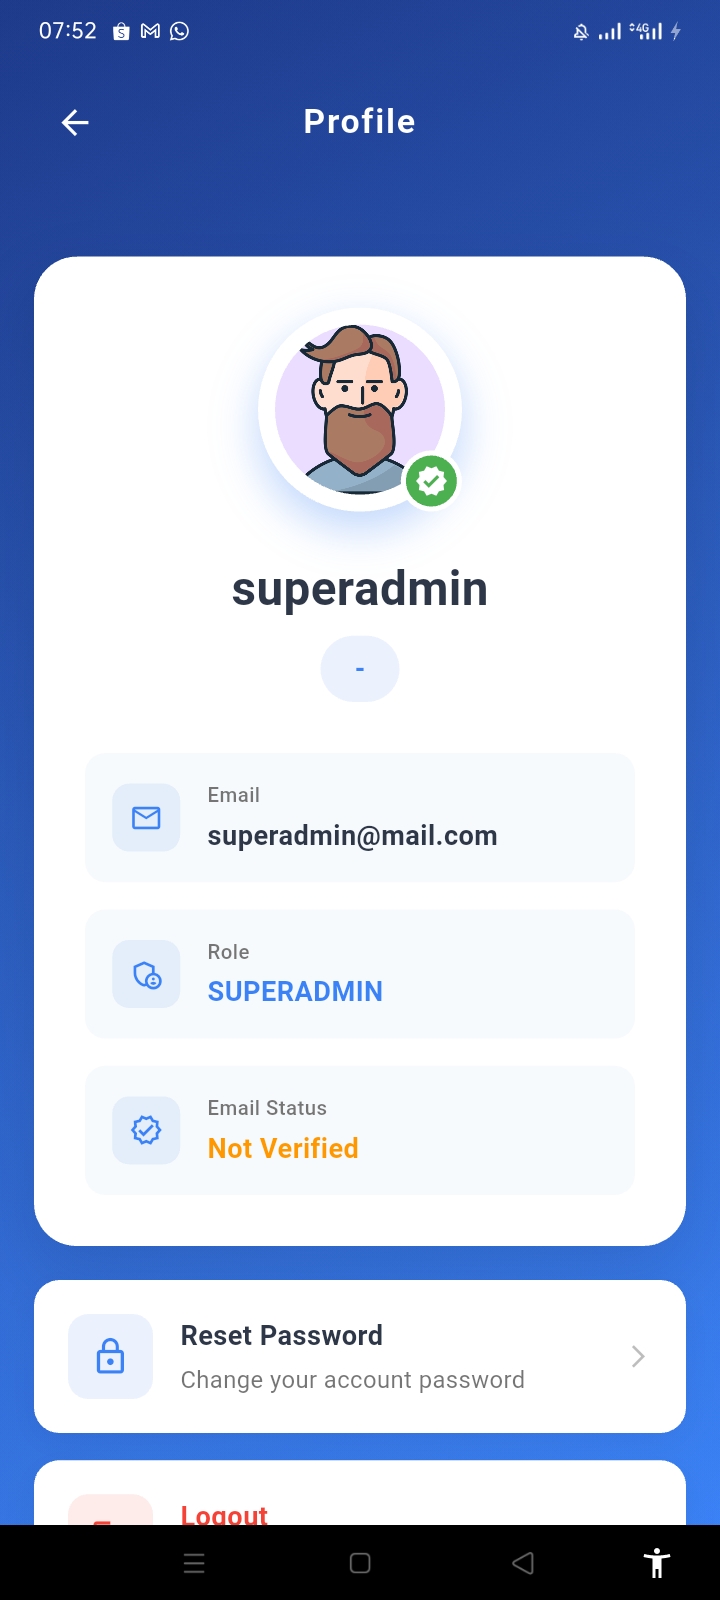 07:52
4G
Profile
superadmin
-
Email
superadmin@mail.com
Role
SUPERADMIN
Email Status
Not Verified
Reset Password
Change your account password
Logout